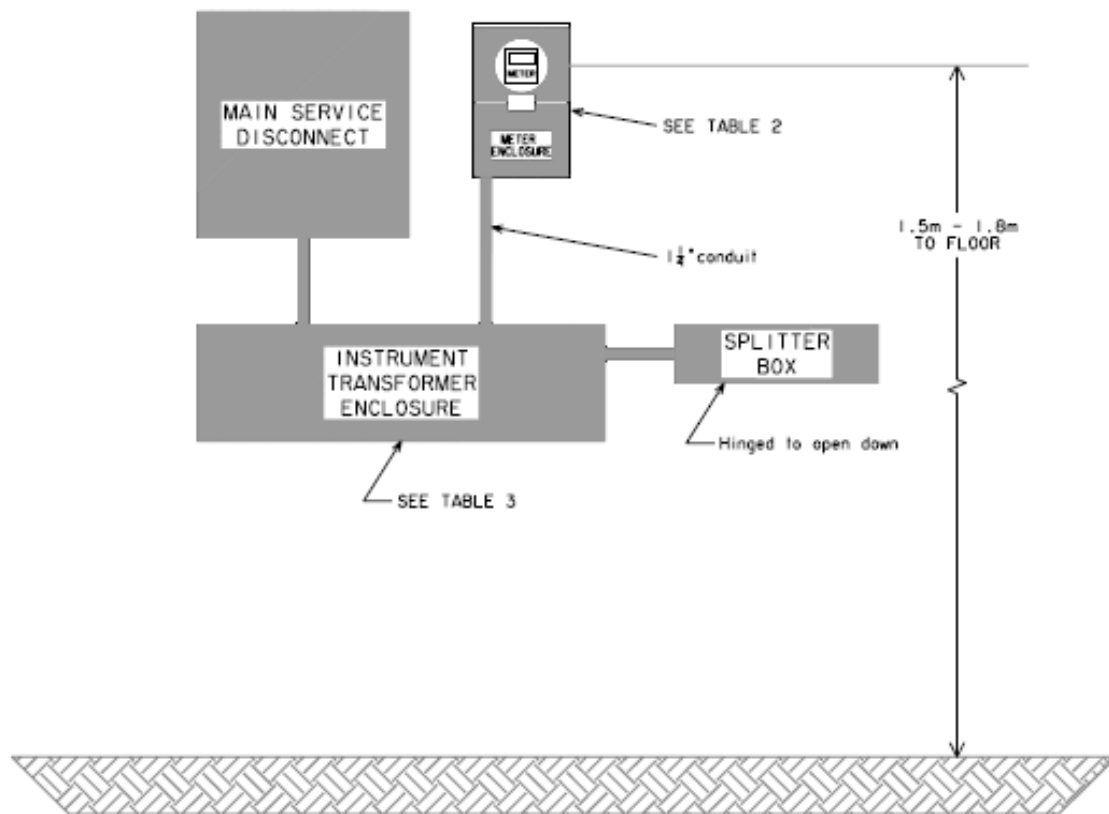 MAIN SERVICE
DISCONNECT
METER
METER
ENCLOSURE
SEE TABLE 2
1.5m - 1.8m
TO FLOOR
1¼"conduit
INSTRUMENT
TRANSFORMER
ENCLOSURE
SPLITTER
BOX
Hinged to open down
SEE TABLE 3